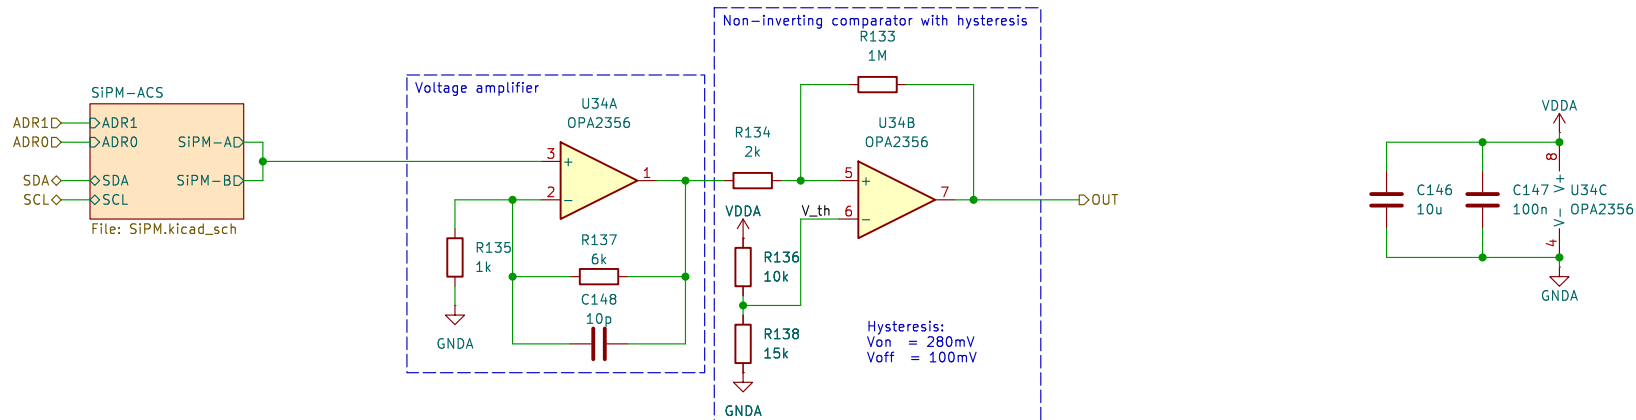 SiPM-ACS
ADR1
ADR1
ADR0
ADR0
SiPM-A
SDA
SDA
SiPM-B
SCL
SCL
File: SiPM.kicad_sch
Voltage amplifier
U34A
OPA2356
3
+
1
2
−
R135
1k
GNDA
R137
6k
C148
10p
Non-inverting comparator with hysteresis
R133
1M
R134
2k
U34B
OPA2356
5
+
7
OUT
V_th
6
−
VDDA
R136
10k
R138
15k
GNDA
Hysteresis:
Von = 280mV
Voff = 100mV
VDDA
8
V+
C146
10u
C147
100n
U34C
OPA2356
V-
4
GNDA